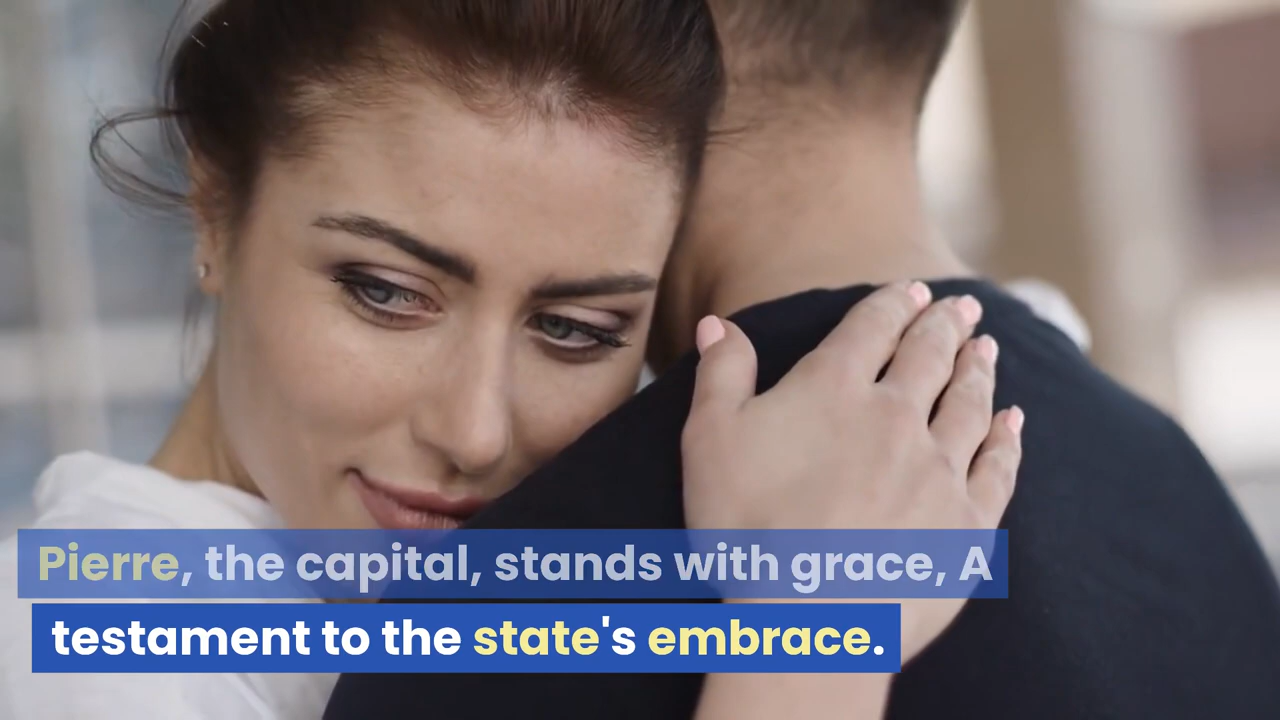 Pierre, the capital, stands with grace, A
testament to the state's embrace.